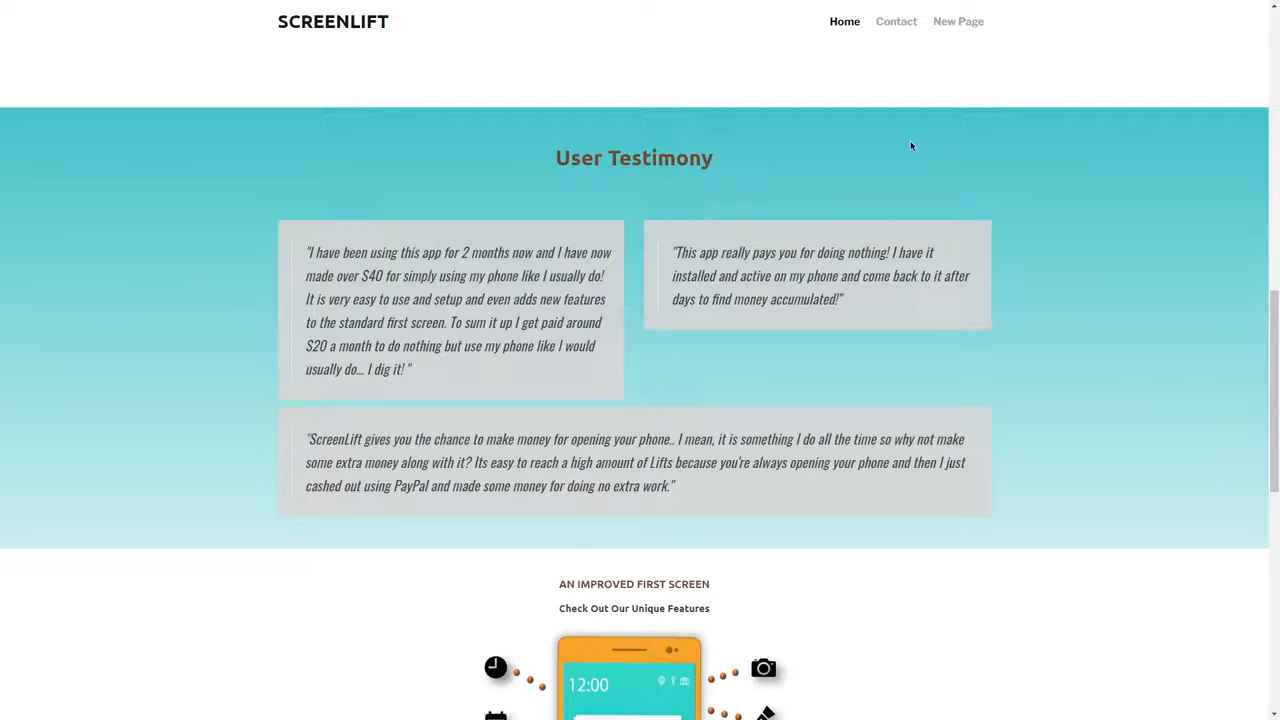 SCREENLIFT
Home
Contact
New Page
User Testimony
"I have been using this app for 2 months now and I have now
made over $40 for simply using my phone like I usually do!
It is very easy to use and setup and even adds new features
to the standard first screen. To sum it up I get paid around
$20 a month to do nothing but use my phone like I would
usually do... I dig it! "
"This app really pays you for doing nothing! I have it
installed and active on my phone and come back to it after
days to find money accumulated!"
"ScreenLift gives you the chance to make money for opening your phone.. I mean, it is something I do all the time so why not make
some extra money along with it? Its easy to reach a high amount of Lifts because you're always opening your phone and then I just
cashed out using PayPal and made some money for doing no extra work."
AN IMPROVED FIRST SCREEN
Check Out Our Unique Features
12:00